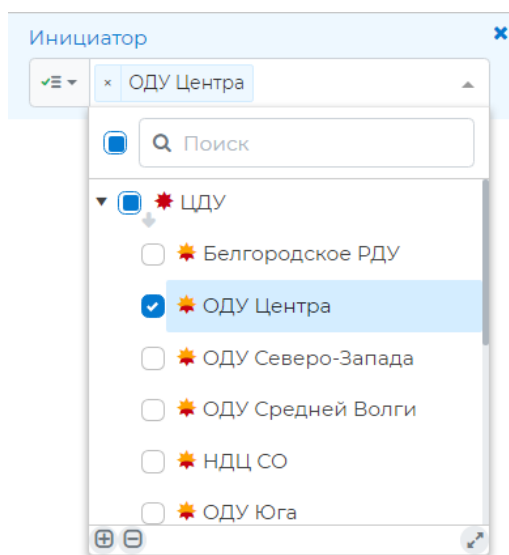 Инициатор
× ОДУ Центра
Поиск
ЦДУ
Белгородское РДУ
ОДУ Центра
ОДУ Северо-Запада
ОДУ Средней Волги
НДЦ СО
ОДУ Юга